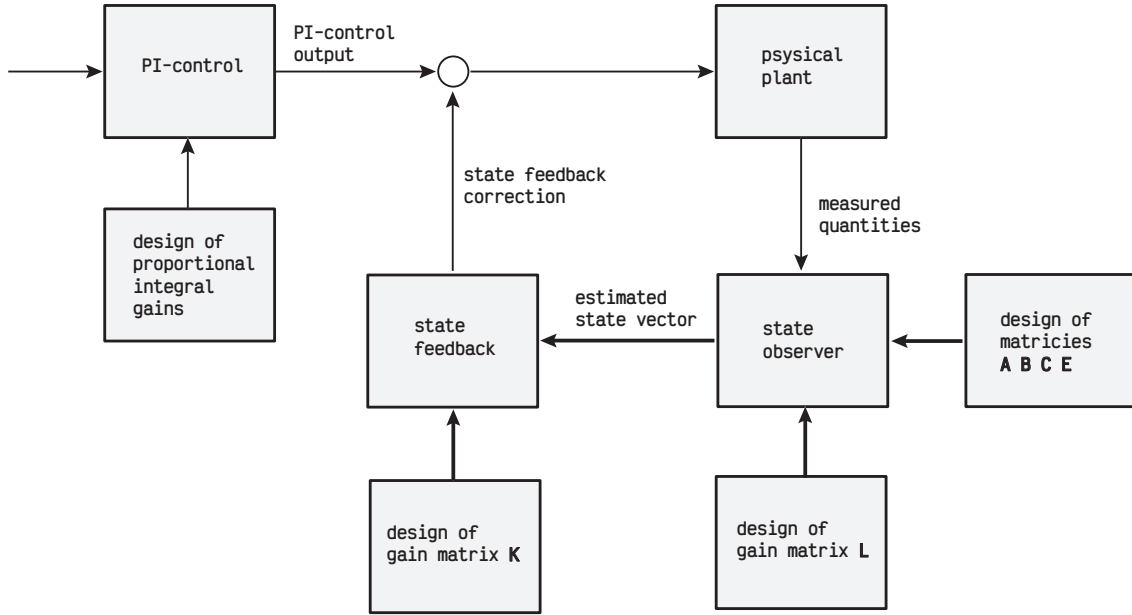 PI-control
PI-control
output
psysical
plant
state feedback
correction
measured
quantities
design of
proportional
integral
gains
state
feedback
estimated
state vector
state
observer
design of
matricies
A B C E
design of
gain matrix K
design of
gain matrix L